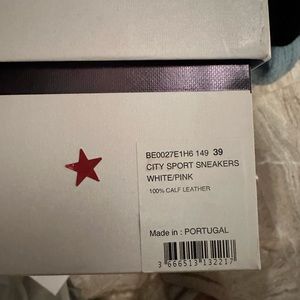 BE0027E1H6 149 39
CITY SPORT SNEAKERS
WHITE/PINK
100% CALF LEATHER
Made in : PORTUGAL
3 666513 132217